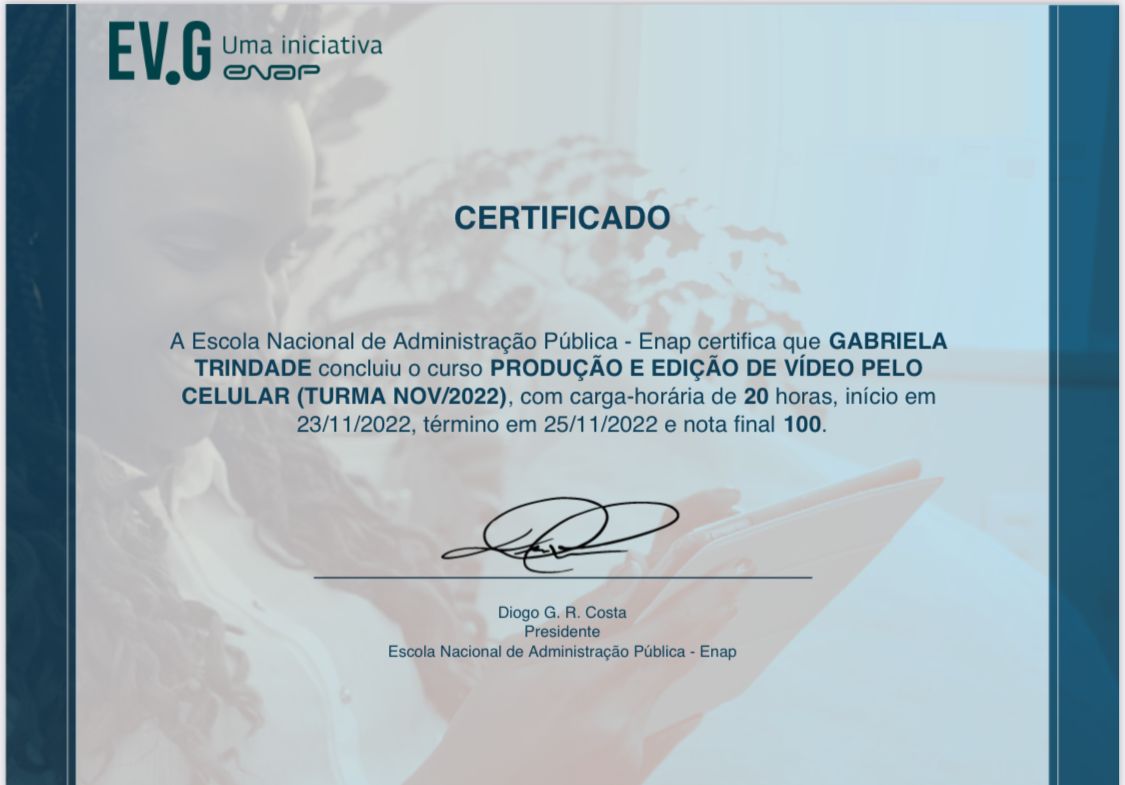 EV.G Uma iniciativa
enap
CERTIFICADO
A Escola Nacional de Administração Pública - Enap certifica que GABRIELA
TRINDADE concluiu o curso PRODUÇÃO E EDIÇÃO DE VÍDEO PELO
CELULAR (TURMA NOV/2022), com carga-horária de 20 horas, início em
23/11/2022, término em 25/11/2022 e nota final 100.
Diogo G. R. Costa
Presidente
Escola Nacional de Administração Pública - Enap